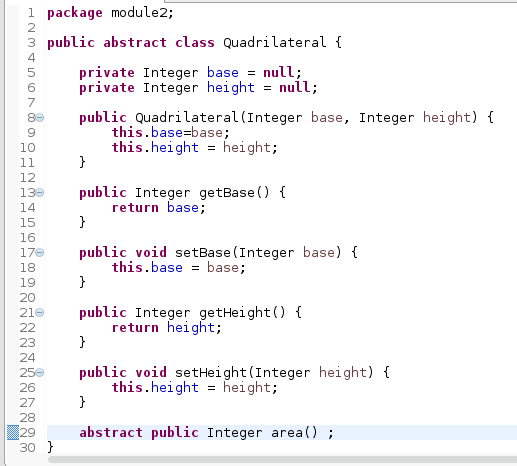 1 package module2;
2
3 public abstract class Quadrilateral {
4
5     private Integer base = null;
6     private Integer height = null;
7
8     public Quadrilateral(Integer base, Integer height) {
9         this.base=base;
10         this.height = height;
11     }
12
13     public Integer getBase() {
14         return base;
15     }
16
17     public void setBase(Integer base) {
18         this.base = base;
19     }
20
21     public Integer getHeight() {
22         return height;
23     }
24
25     public void setHeight(Integer height) {
26         this.height = height;
27     }
28
29     abstract public Integer area() ;
30 }